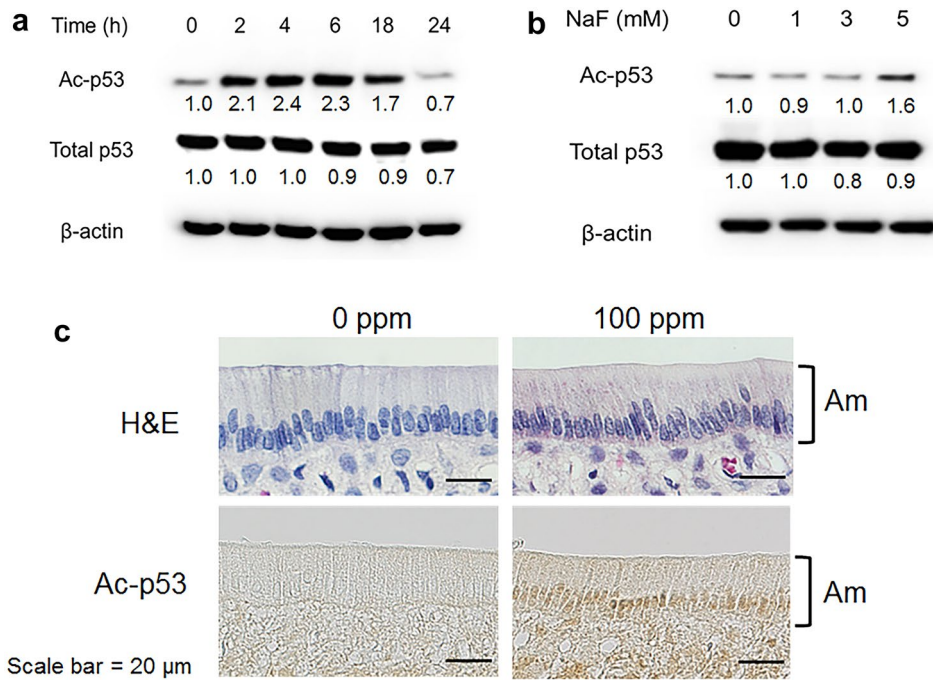 a Time (h) 0 2 4 6 18 24
Ac-p53
1.0 2.1 2.4 2.3 1.7 0.7
Total p53
1.0 1.0 1.0 0.9 0.9 0.7
β-actin
b NaF (mM) 0 1 3 5
Ac-p53
1.0 0.9 1.0 1.6
Total p53
1.0 1.0 0.8 0.9
β-actin
c 0 ppm 100 ppm
H&E Am
Ac-p53 Am
Scale bar = 20 μm